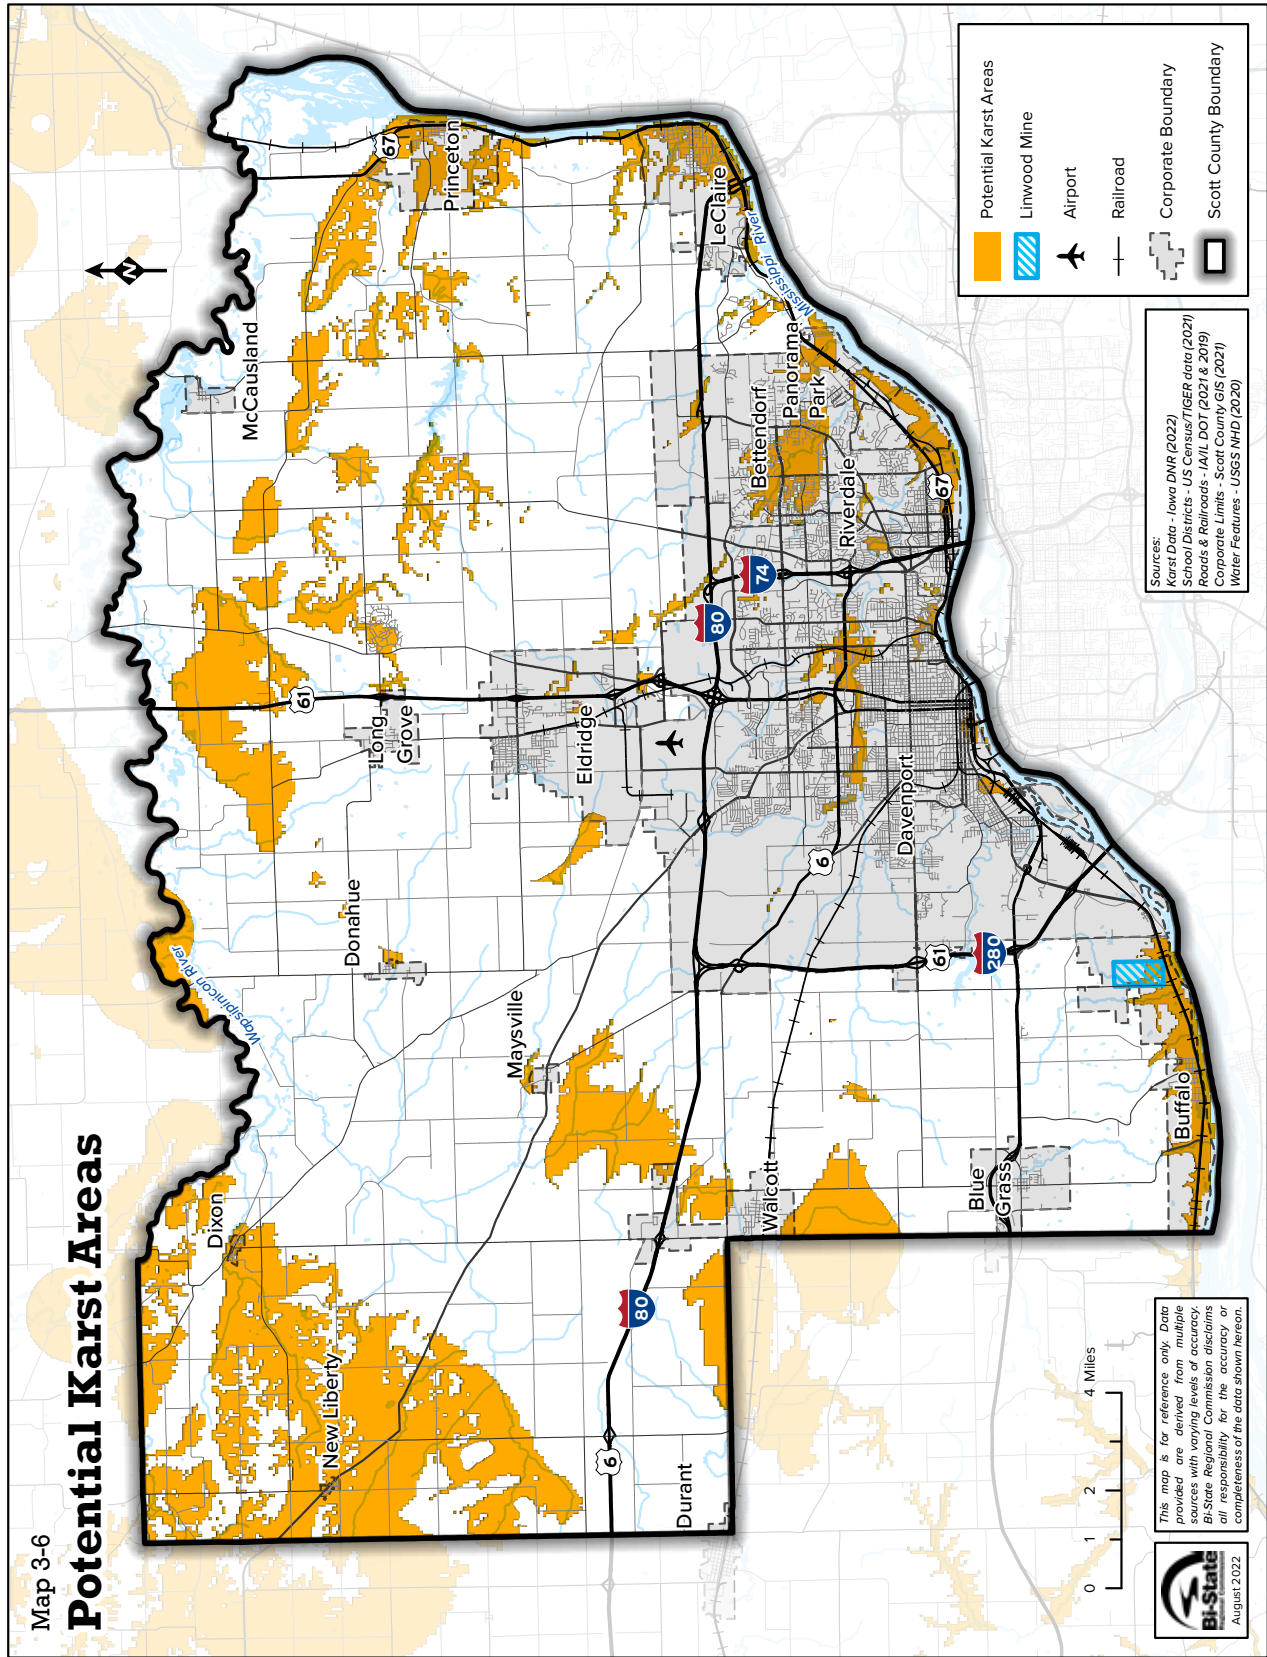 Map 3-6
Potential Karst Areas
Wapsipinicon River
McCausland
67
Princeton
Dixon
New Liberty
Donahue
Long
Grove
61
Maysville
Eldridge
LeClaire
Mississippi River
80
74
80
6
Durant
Walcott
6
Bettendorf
Panorama
Park
Riverdale
67
Davenport
61
280
Blue
Grass
Buffalo
Potential Karst Areas
Linwood Mine
Airport
Railroad
Corporate Boundary
Scott County Boundary
Sources:
Karst Data - Iowa DNR (2022)
School Districts - US Census/TIGER data (2021)
Roads & Railroads - IA/IL DOT (2021 & 2019)
Corporate Limits - Scott County GIS (2021)
Water Features - USGS NHD (2020)
0 1 2 4 Miles
This map is for reference only. Data
provided are derived from multiple
sources with varying levels of accuracy.
Bi-State Regional Commission disclaims
all responsibility for the accuracy or
completeness of the data shown hereon.
Bi-State
Regional Commission
August 2022
N